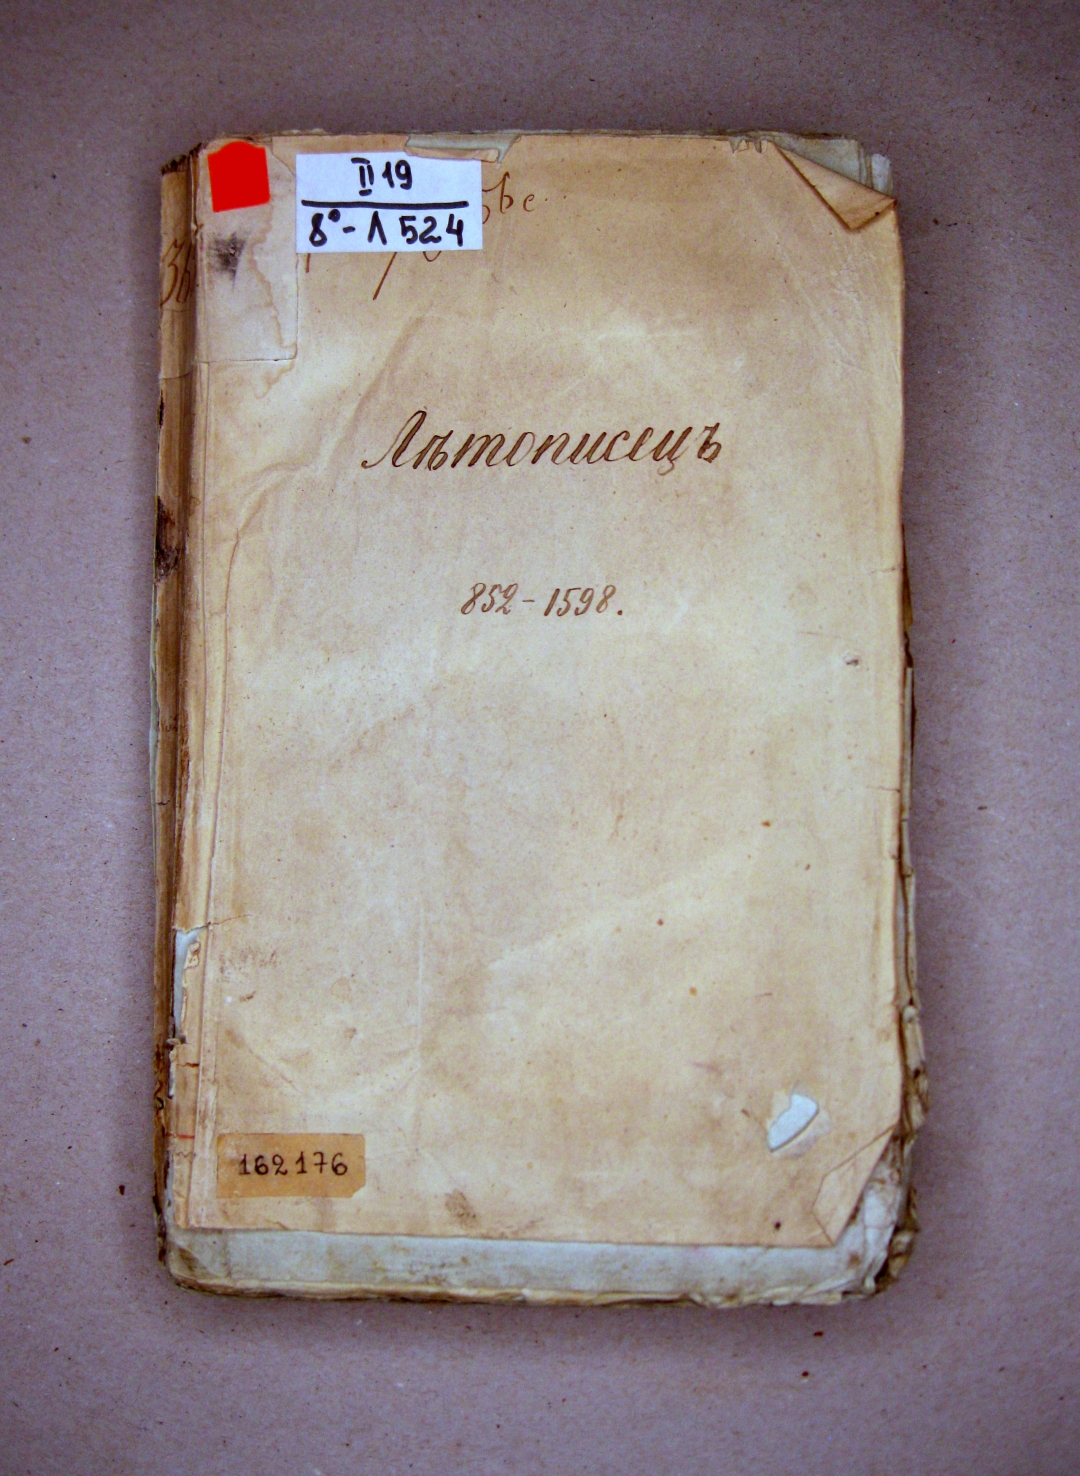 II 19
8° - Л 524
Лѣтописецъ
852 - 1598.
162176